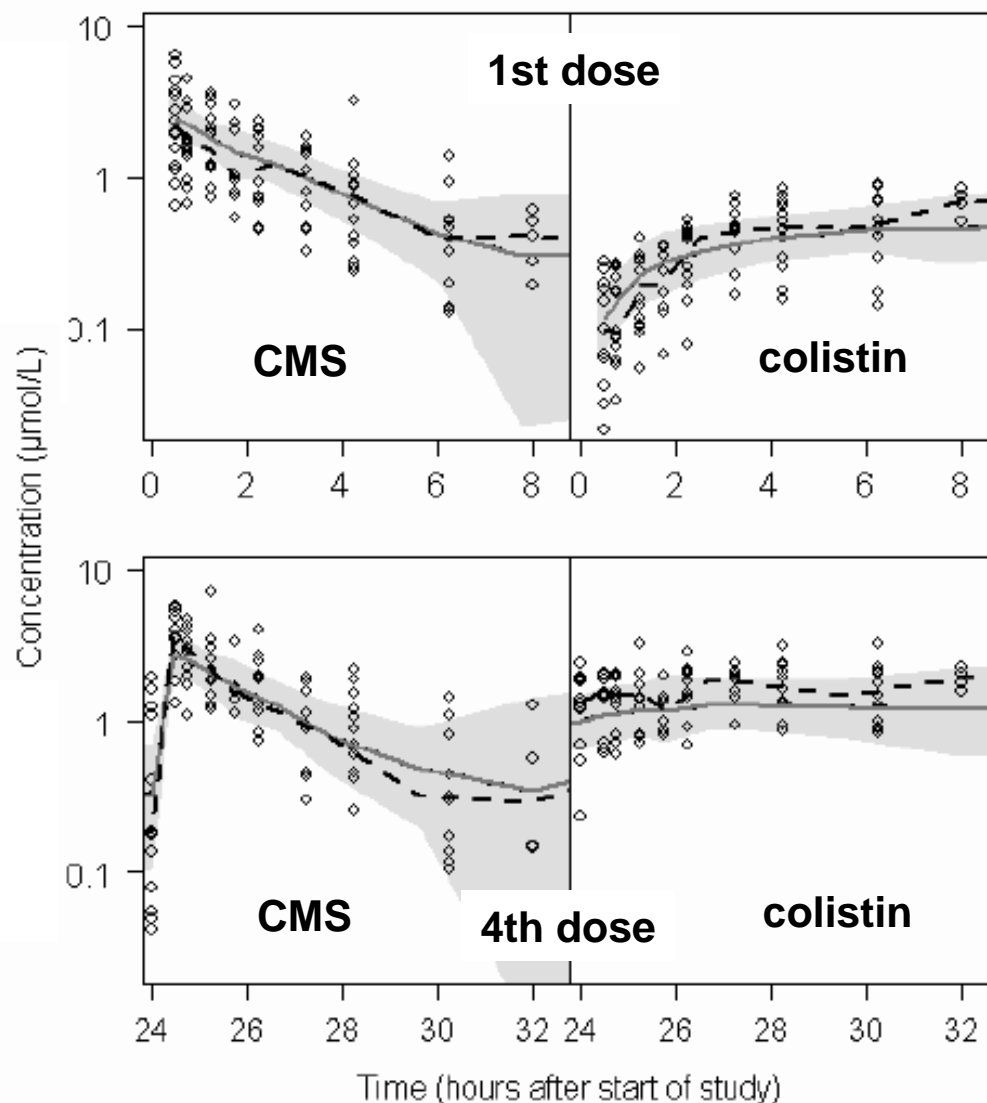 10
1st dose
1
0.1
CMS
colistin
0 2 4 6 8 0 2 4 6 8
Concentration (µmol/L)
10
1
0.1
CMS
colistin
4th dose
24 26 28 30 32 24 26 28 30 32
Time (hours after start of study)